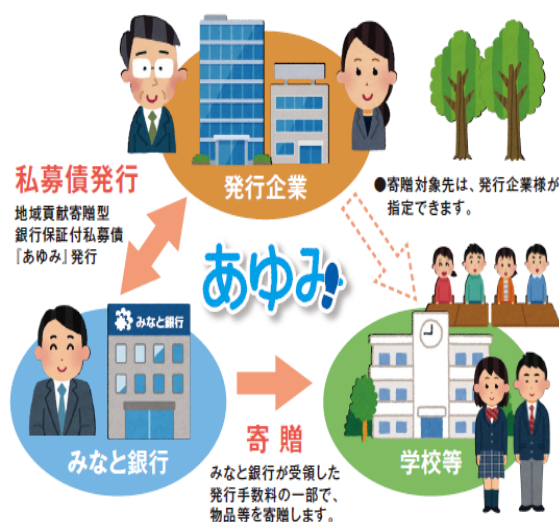 発行企業
私募債発行
地域貢献寄贈型
銀行保証付私募債
『あゆみ』発行
●寄贈対象先は、発行企業様が
指定できます。
あゆみ
みなと銀行
みなと銀行
寄贈
みなと銀行が受領した
発行手数料の一部で、
物品等を寄贈します。
学校等